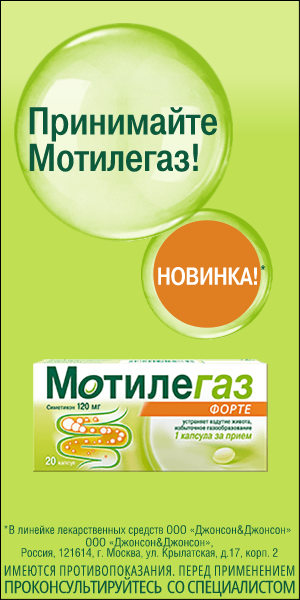 Принимайте
Мотилегаз!
НОВИНКА!*
Мотилегаз
ФОРТЕ
Симетикон 120 мг
устраняет вздутие живота,
избыточное газообразование
1 капсула за прием
20 капсул
*В линейке лекарственных средств ООО «Джонсон&Джонсон»
ООО «Джонсон&Джонсон»,
Россия, 121614, г. Москва, ул. Крылатская, д.17, корп. 2
ИМЕЮТСЯ ПРОТИВОПОКАЗАНИЯ. ПЕРЕД ПРИМЕНЕНИЕМ
ПРОКОНСУЛЬТИРУЙТЕСЬ СО СПЕЦИАЛИСТОМ